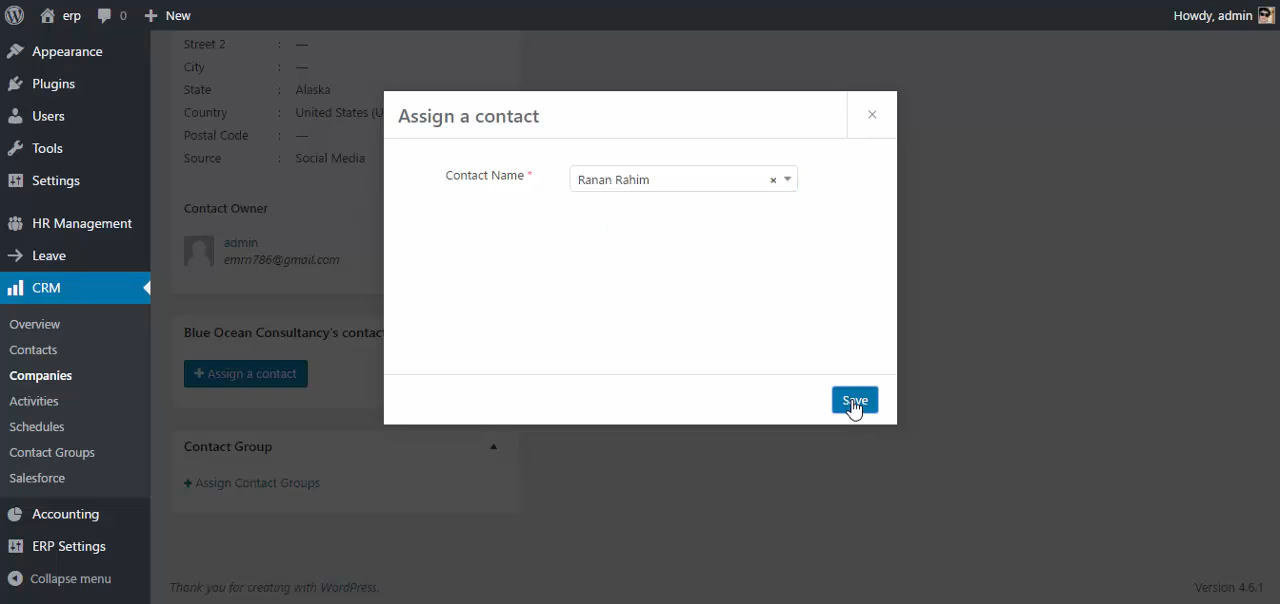 erp 0 New Howdy, admin
Appearance
Plugins
Users
Tools
Settings
HR Management
Leave
CRM
Overview
Contacts
Companies
Activities
Schedules
Contact Groups
Salesforce
Accounting
ERP Settings
Collapse menu
Street 2 : —
City : —
State : Alaska
Country : United States (U
Postal Code : —
Source : Social Media
Contact Owner
admin
emrn786@gmail.com
Blue Ocean Consultancy's contac
+ Assign a contact
Contact Group
+ Assign Contact Groups
Assign a contact ×
Contact Name * Ranan Rahim ×
Save
Thank you for creating with WordPress. Version 4.6.1